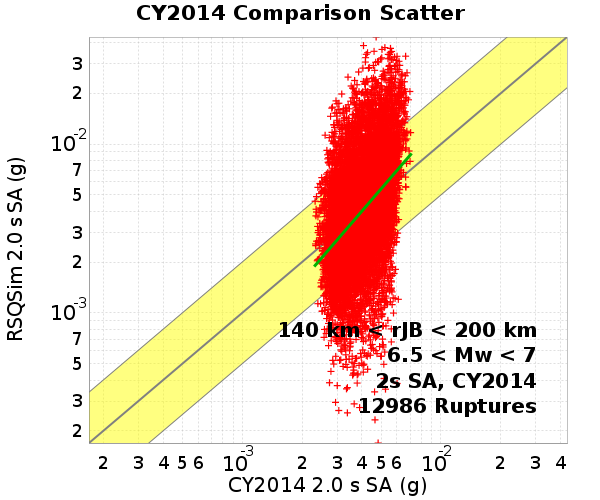 CY2014 Comparison Scatter
RSQSim 2.0 s SA (g)
3
2
10-2
7
5
3
2
10-3
7
5
3
2
140 km < rJB < 200 km
6.5 < Mw < 7
2s SA, CY2014
12986 Ruptures
2 3 4 5 6 10-3 2 3 4 5 6 10-2 2 3 4
CY2014 2.0 s SA (g)